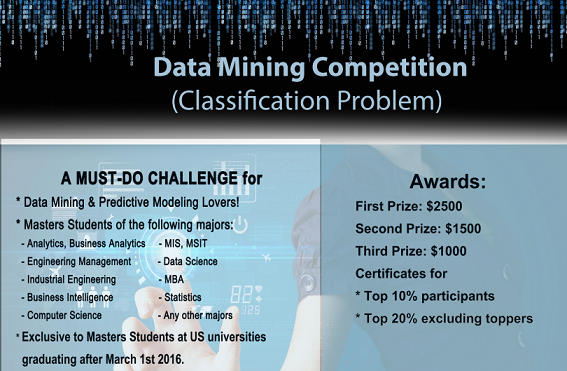 Data Mining Competition
(Classification Problem)
A MUST-DO CHALLENGE for
* Data Mining & Predictive Modeling Lovers!
* Masters Students of the following majors:
- Analytics, Business Analytics - MIS, MSIT
- Engineering Management - Data Science
- Industrial Engineering - MBA
- Business Intelligence - Statistics
- Computer Science - Any other majors
* Exclusive to Masters Students at US universities
graduating after March 1st 2016.
Awards:
First Prize: $2500
Second Prize: $1500
Third Prize: $1000
Certificates for
* Top 10% participants
* Top 20% excluding toppers